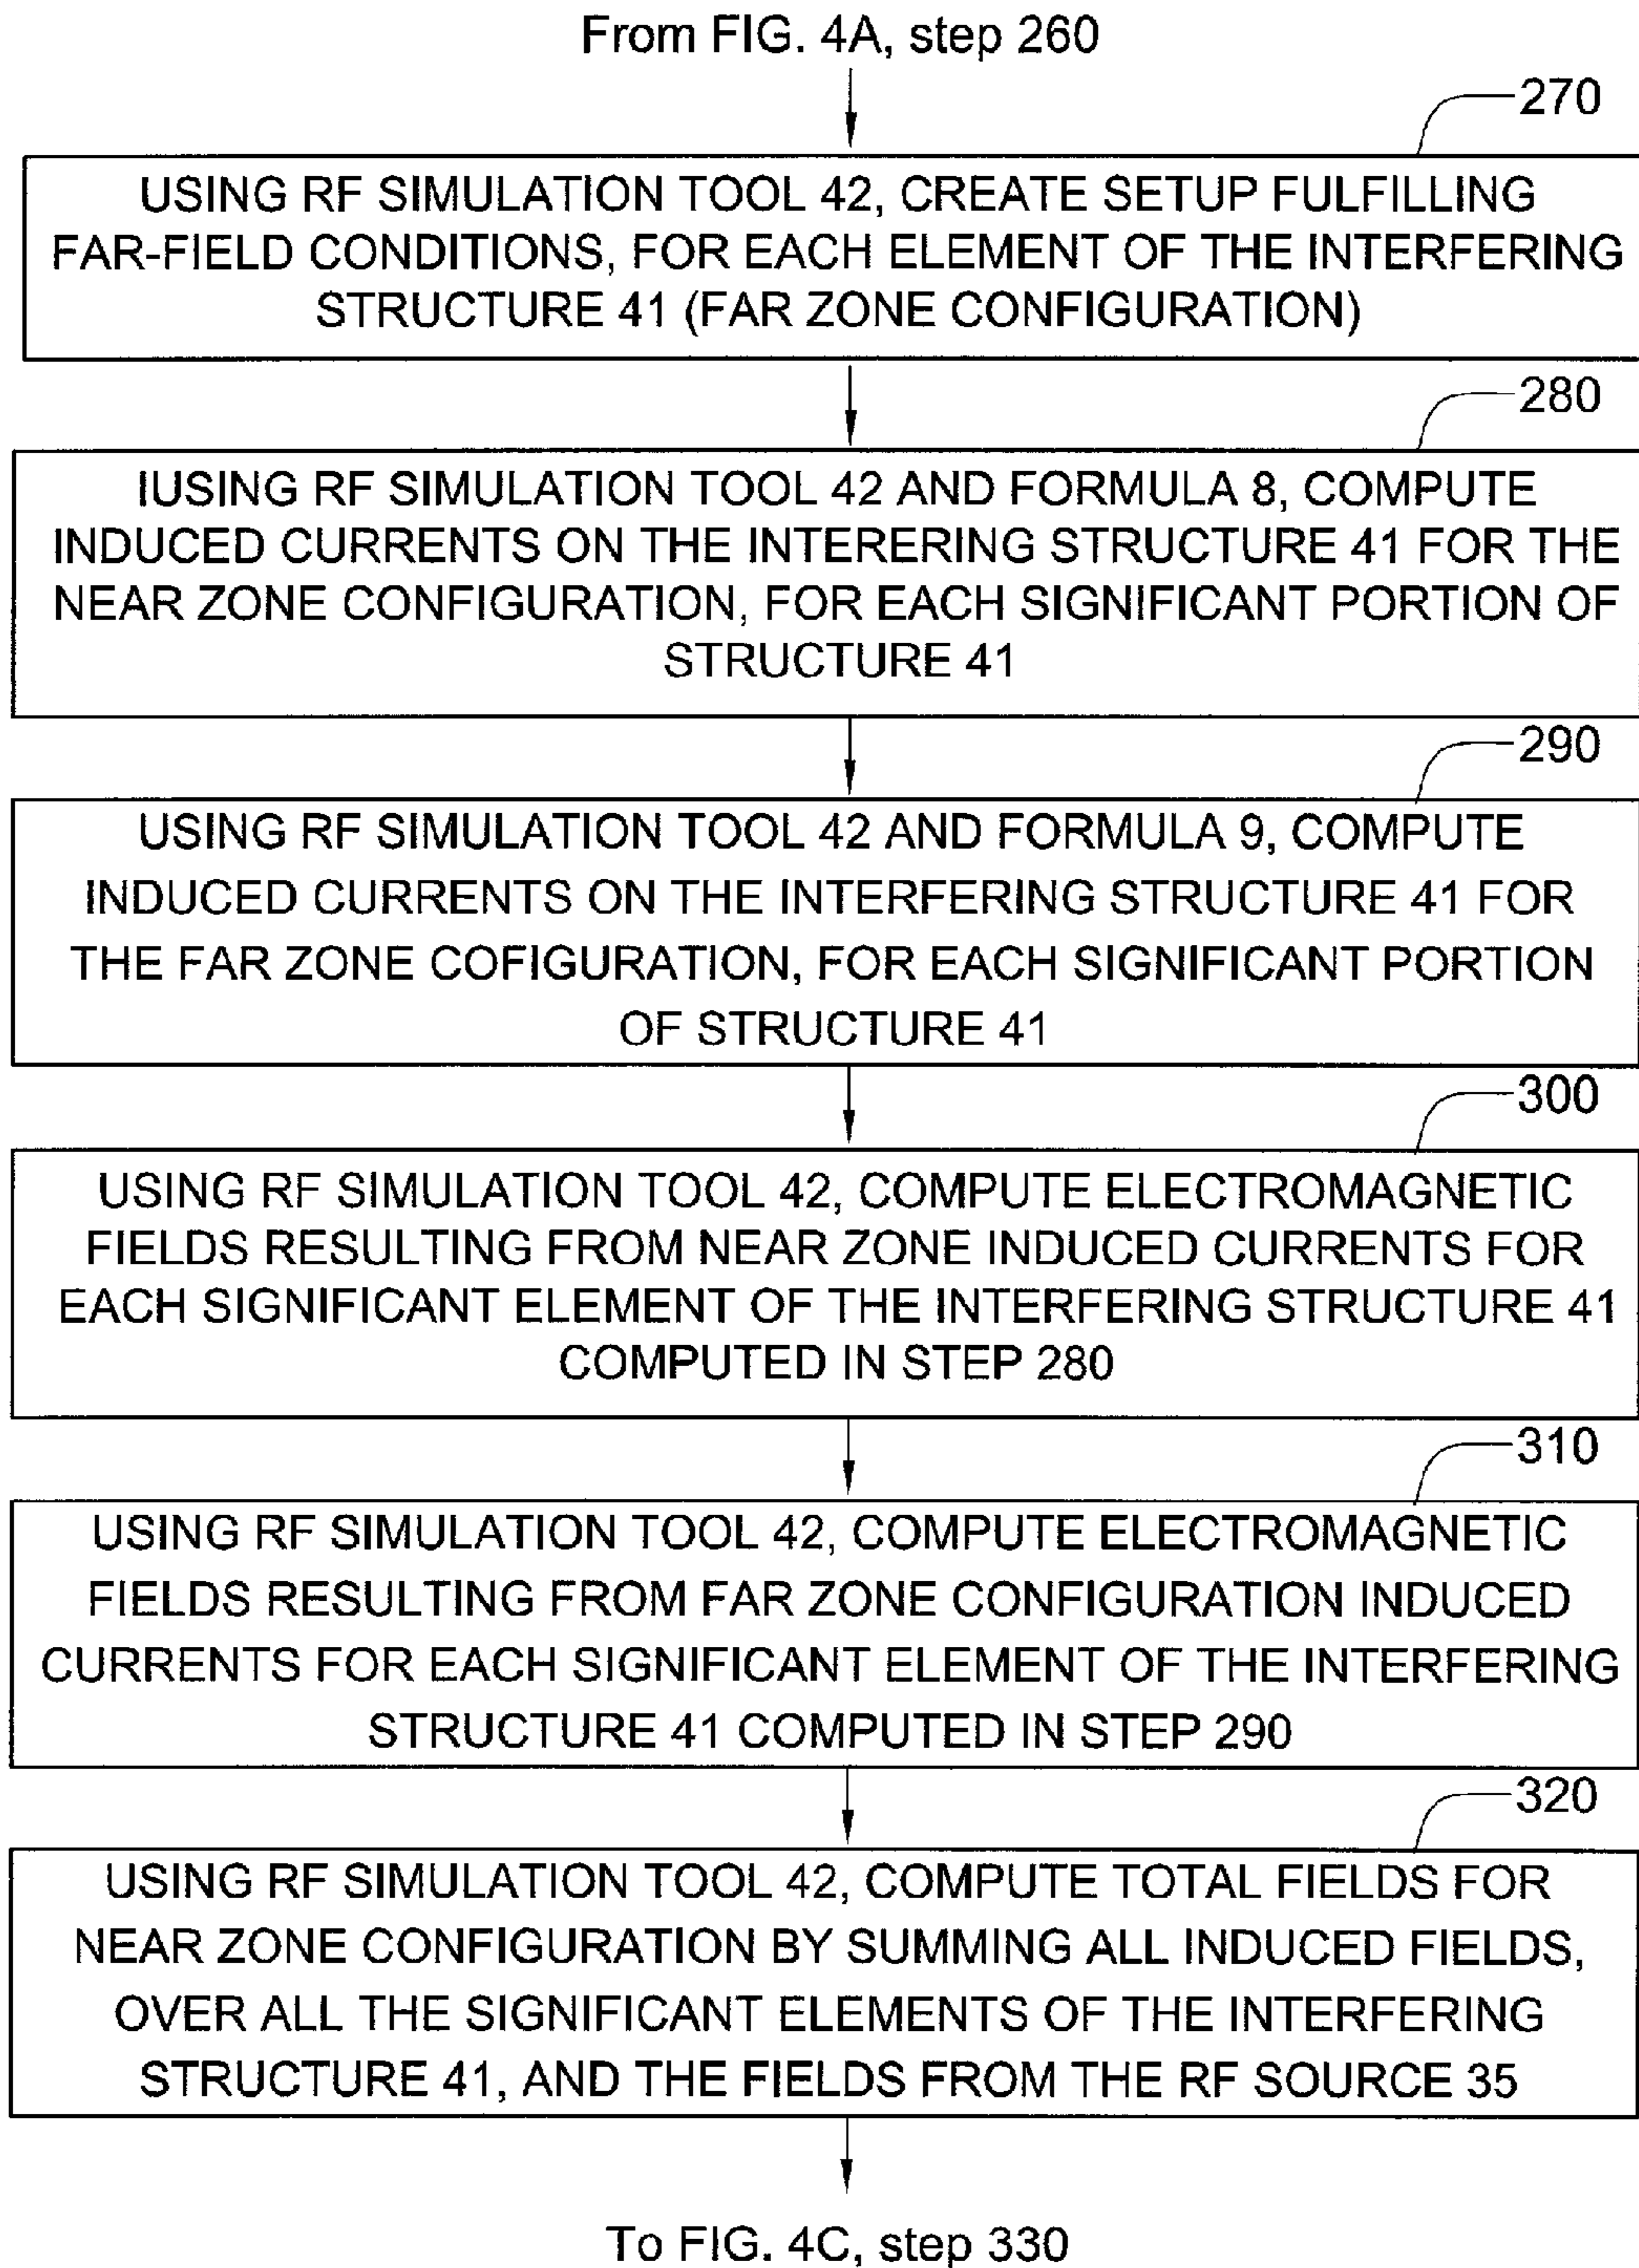 From FIG. 4A, step 260
270
USING RF SIMULATION TOOL 42, CREATE SETUP FULFILLING
FAR-FIELD CONDITIONS, FOR EACH ELEMENT OF THE INTERFERING
STRUCTURE 41 (FAR ZONE CONFIGURATION)
280
IUSING RF SIMULATION TOOL 42 AND FORMULA 8, COMPUTE
INDUCED CURRENTS ON THE INTERERING STRUCTURE 41 FOR THE
NEAR ZONE CONFIGURATION, FOR EACH SIGNIFICANT PORTION OF
STRUCTURE 41
290
USING RF SIMULATION TOOL 42 AND FORMULA 9, COMPUTE
INDUCED CURRENTS ON THE INTERFERING STRUCTURE 41 FOR
THE FAR ZONE COFIGURATION, FOR EACH SIGNIFICANT PORTION
OF STRUCTURE 41
300
USING RF SIMULATION TOOL 42, COMPUTE ELECTROMAGNETIC
FIELDS RESULTING FROM NEAR ZONE INDUCED CURRENTS FOR
EACH SIGNIFICANT ELEMENT OF THE INTERFERING STRUCTURE 41
COMPUTED IN STEP 280
310
USING RF SIMULATION TOOL 42, COMPUTE ELECTROMAGNETIC
FIELDS RESULTING FROM FAR ZONE CONFIGURATION INDUCED
CURRENTS FOR EACH SIGNIFICANT ELEMENT OF THE INTERFERING
STRUCTURE 41 COMPUTED IN STEP 290
320
USING RF SIMULATION TOOL 42, COMPUTE TOTAL FIELDS FOR
NEAR ZONE CONFIGURATION BY SUMMING ALL INDUCED FIELDS,
OVER ALL THE SIGNIFICANT ELEMENTS OF THE INTERFERING
STRUCTURE 41, AND THE FIELDS FROM THE RF SOURCE 35
To FIG. 4C, step 330